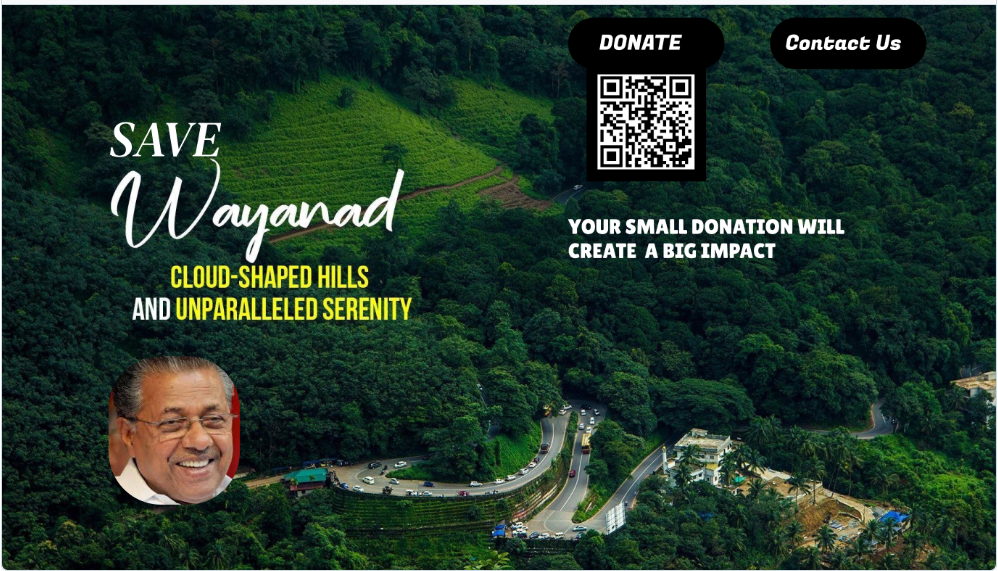 DONATE
Contact Us
SAVE
Wayanad
CLOUD-SHAPED HILLS
AND UNPARALLELED SERENITY
YOUR SMALL DONATION WILL
CREATE A BIG IMPACT